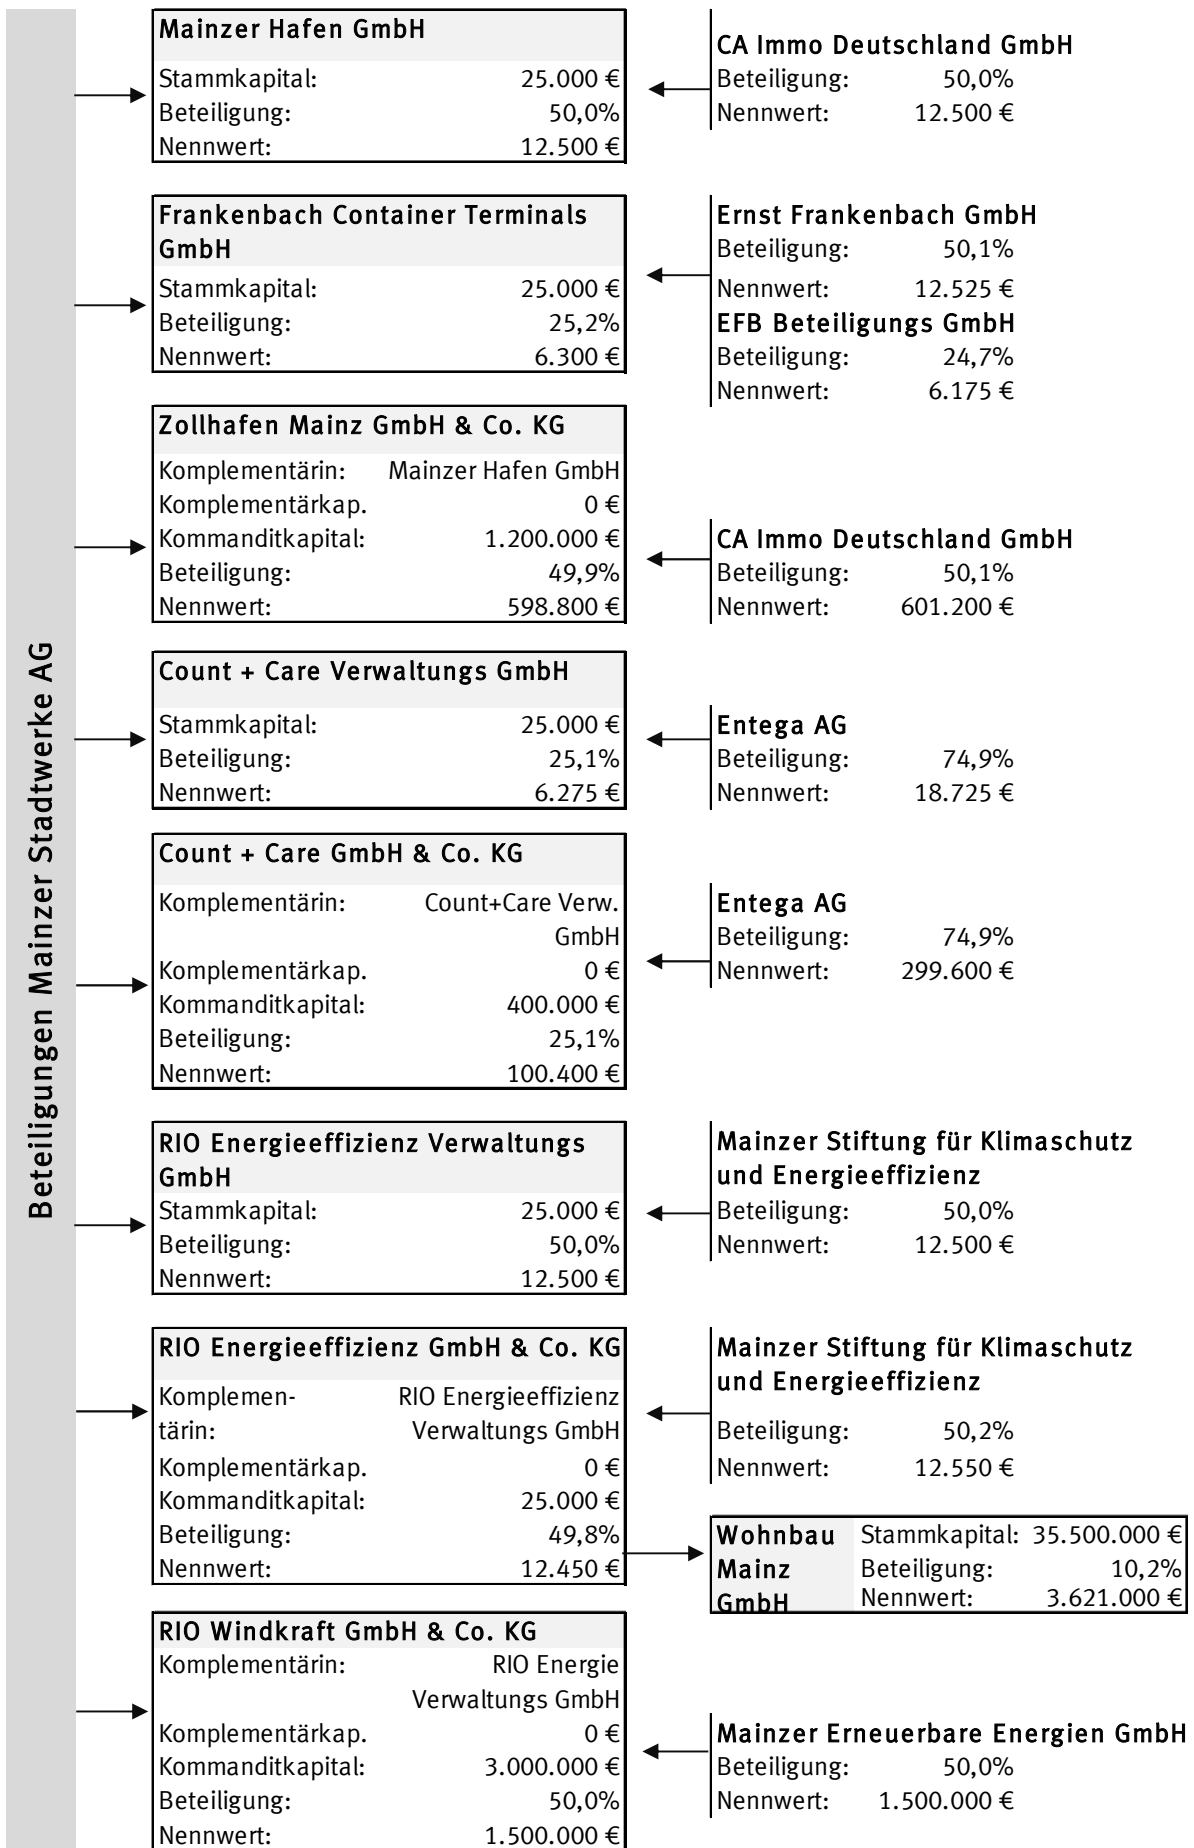 Beteiligungen Mainzer Stadtwerke AG
Mainzer Hafen GmbH
Stammkapital: 25.000 €
Beteiligung: 50,0%
Nennwert: 12.500 €
CA Immo Deutschland GmbH
Beteiligung: 50,0%
Nennwert: 12.500 €
Frankenbach Container Terminals
GmbH
Stammkapital: 25.000 €
Beteiligung: 25,2%
Nennwert: 6.300 €
Ernst Frankenbach GmbH
Beteiligung: 50,1%
Nennwert: 12.525 €
EFB Beteiligungs GmbH
Beteiligung: 24,7%
Nennwert: 6.175 €
Zollhafen Mainz GmbH & Co. KG
Komplementärin: Mainzer Hafen GmbH
Komplementärkap. 0 €
Kommanditkapital: 1.200.000 €
Beteiligung: 49,9%
Nennwert: 598.800 €
CA Immo Deutschland GmbH
Beteiligung: 50,1%
Nennwert: 601.200 €
Count + Care Verwaltungs GmbH
Stammkapital: 25.000 €
Beteiligung: 25,1%
Nennwert: 6.275 €
Entega AG
Beteiligung: 74,9%
Nennwert: 18.725 €
Count + Care GmbH & Co. KG
Komplementärin: Count+Care Verw.
GmbH
Komplementärkap. 0 €
Kommanditkapital: 400.000 €
Beteiligung: 25,1%
Nennwert: 100.400 €
Entega AG
Beteiligung: 74,9%
Nennwert: 299.600 €
RIO Energieeffizienz Verwaltungs
GmbH
Stammkapital: 25.000 €
Beteiligung: 50,0%
Nennwert: 12.500 €
Mainzer Stiftung für Klimaschutz
und Energieeffizienz
Beteiligung: 50,0%
Nennwert: 12.500 €
RIO Energieeffizienz GmbH & Co. KG
Komplemen- RIO Energieeffizienz
tärin: Verwaltungs GmbH
Komplementärkap. 0 €
Kommanditkapital: 25.000 €
Beteiligung: 49,8%
Nennwert: 12.450 €
Mainzer Stiftung für Klimaschutz
und Energieeffizienz
Beteiligung: 50,2%
Nennwert: 12.550 €
Wohnbau Stammkapital: 35.500.000 €
Mainz Beteiligung: 10,2%
GmbH Nennwert: 3.621.000 €
RIO Windkraft GmbH & Co. KG
Komplementärin: RIO Energie
Verwaltungs GmbH
Komplementärkap. 0 €
Kommanditkapital: 3.000.000 €
Beteiligung: 50,0%
Nennwert: 1.500.000 €
Mainzer Erneuerbare Energien GmbH
Beteiligung: 50,0%
Nennwert: 1.500.000 €